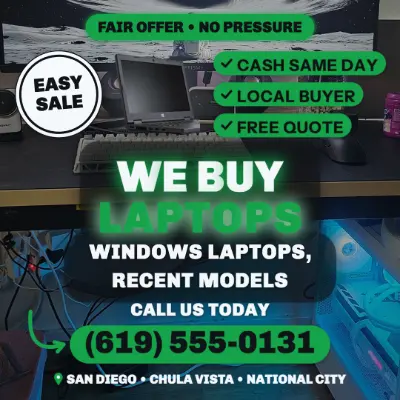 FAIR OFFER • NO PRESSURE
EASY
SALE
✓ CASH SAME DAY
✓ LOCAL BUYER
✓ FREE QUOTE
WE BUY
LAPTOPS
WINDOWS LAPTOPS,
RECENT MODELS
CALL US TODAY
(619) 555-0131
SAN DIEGO • CHULA VISTA • NATIONAL CITY